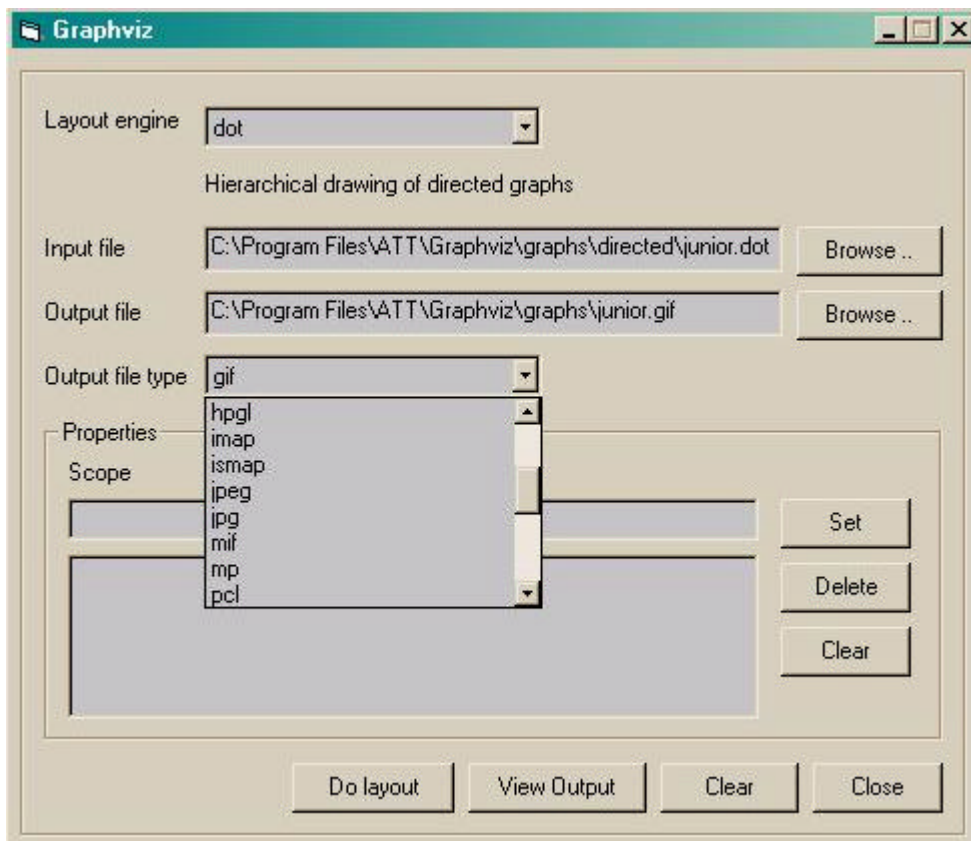 Graphviz
Layout engine dot
Hierarchical drawing of directed graphs
Input file C:\Program Files\ATT\Graphviz\graphs\directed\junior.dot Browse ..
Output file C:\Program Files\ATT\Graphviz\graphs\junior.gif Browse ..
Output file type gif
hpgl
imap
ismap
jpeg
jpg
mif
mp
pcl
Properties
Scope
Set
Delete
Clear
Do layout View Output Clear Close